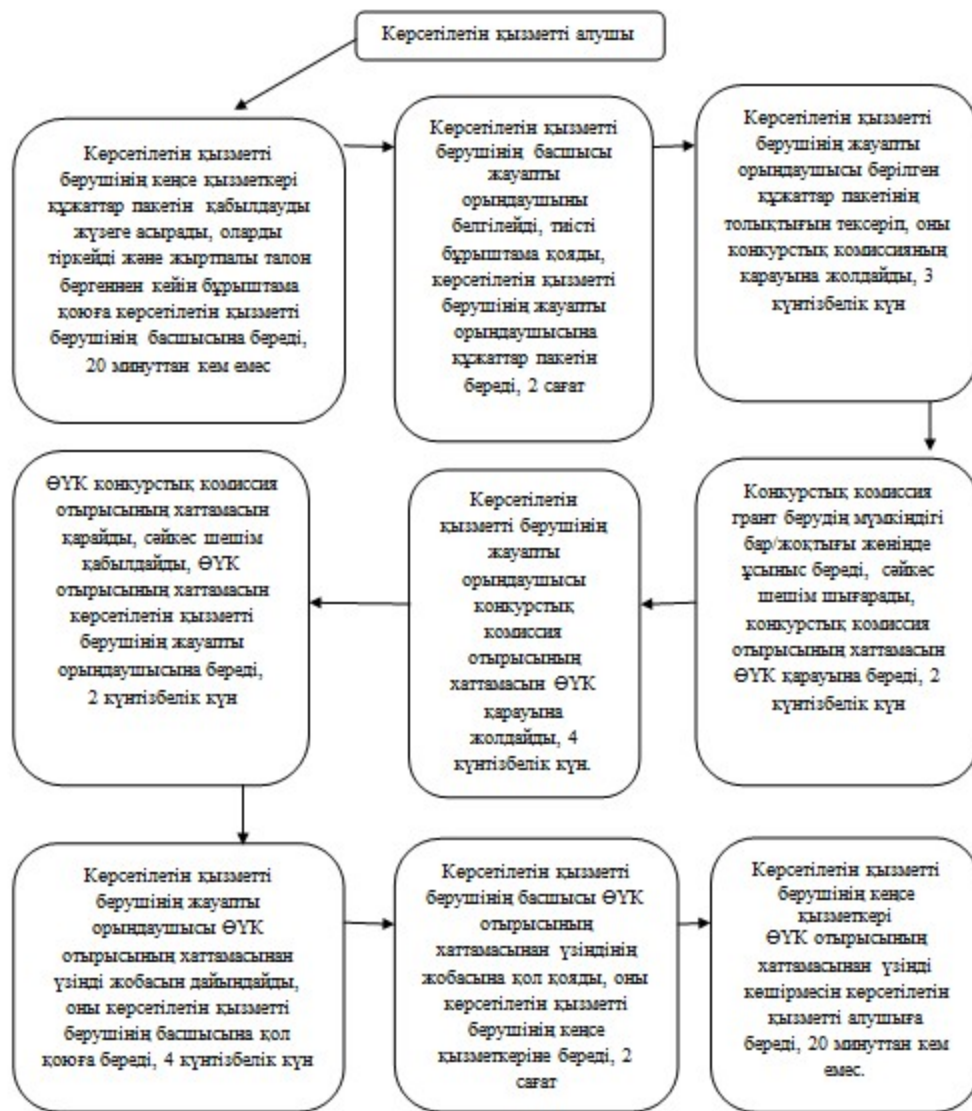 Көрсетілетін қызметті алушы
Көрсетілетін қызметті
берушінің кеңсе қызметкері
құжаттар пакетін қабылдауды
жүзеге асырады, оларды
тіркейді және жыртпалы талон
бергеннен кейін бұрыштама
қоюға көрсетілетін қызметті
берушінің басшысына береді,
20 минуттан кем емес
Көрсетілетін қызметті
берушінің басшысы
жауапты
орындаушыны
белгілейді, тиісті
бұрыштама қояды,
көрсетілетін қызметті
берушінің жауапты
орындаушысына
құжаттар пакетін
береді, 2 сағат
Көрсетілетін қызметті
берушінің жауапты
орындаушысы берілген
құжаттар пакетінің
толықтығын тексеріп, оны
конкурстық комиссияның
қарауына жолдайды, 3
күнтізбелік күн
Конкурстық комиссия
грант берудің мүмкіндігі
бар/жоқтығы жөнінде
ұсыныс береді, сәйкес
шешім шығарады,
конкурстық комиссия
отырысының хаттамасын
ӨҮК қарауына береді, 2
күнтізбелік күн
Көрсетілетін
қызметті берушінің
жауапты
орындаушысы
конкурстық
комиссия
отырысының
хаттамасын ӨҮК
қарауына
жолдайды, 4
күнтізбелік күн.
ӨҮК конкурстық комиссия
отырысының хаттамасын
қарайды, сәйкес шешім
қабылдайды, ӨҮК
отырысының хаттамасын
көрсетілетін қызметті
берушінің жауапты
орындаушысына береді,
2 күнтізбелік күн
Көрсетілетін қызметті
берушінің жауапты
орындаушысы ӨҮК
отырысының хаттамасынан
үзінді жобасын дайындайды,
оны көрсетілетін қызметті
берушінің басшысына қол
қоюға береді, 4 күнтізбелік күн
Көрсетілетін қызметті
берушінің басшысы ӨҮК
отырысының
хаттамасынан үзіндінің
жобасына қол қояды, оны
көрсетілетін қызметті
берушінің кеңсе
қызметкеріне береді, 2
сағат
Көрсетілетін қызметті
берушінің кеңсе
қызметкері
ӨҮК отырысының
хаттамасынан үзінді
көшірмесін көрсетілетін
қызметті алушыға
береді, 20 минуттан кем
емес.